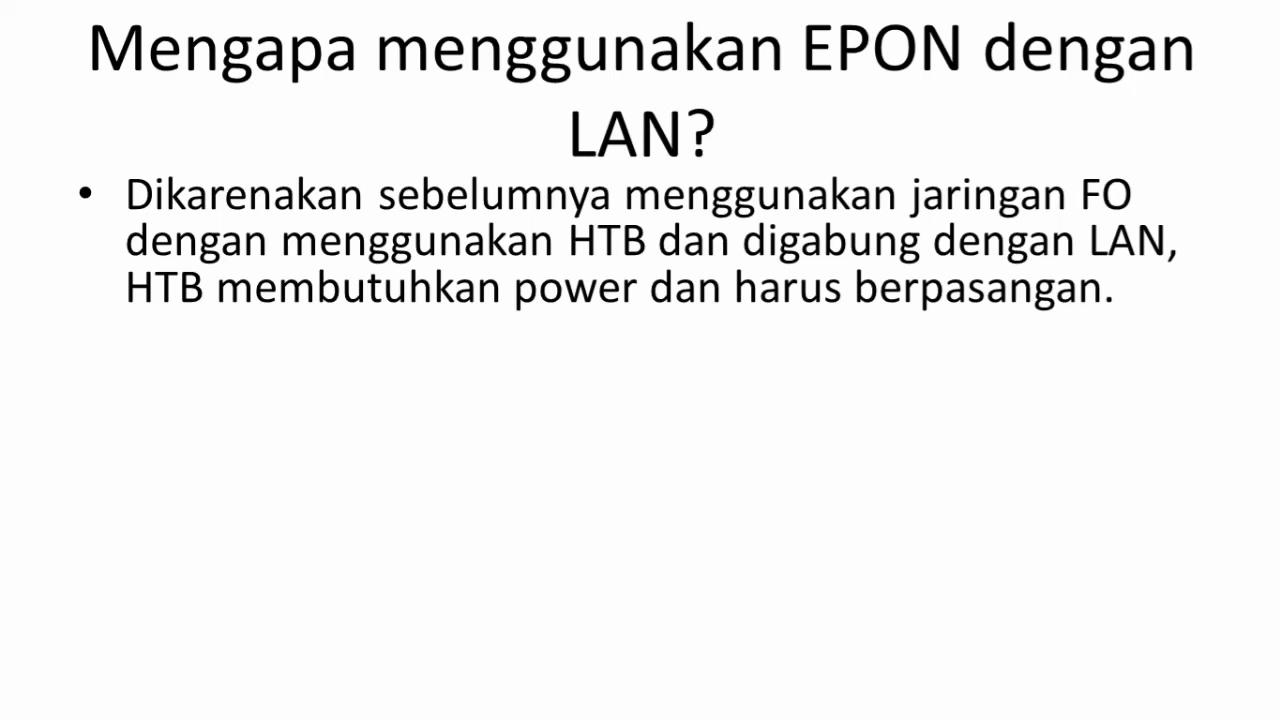 Mengapa menggunakan EPON dengan
LAN?
• Dikarenakan sebelumnya menggunakan jaringan FO
dengan menggunakan HTB dan digabung dengan LAN,
HTB membutuhkan power dan harus berpasangan.